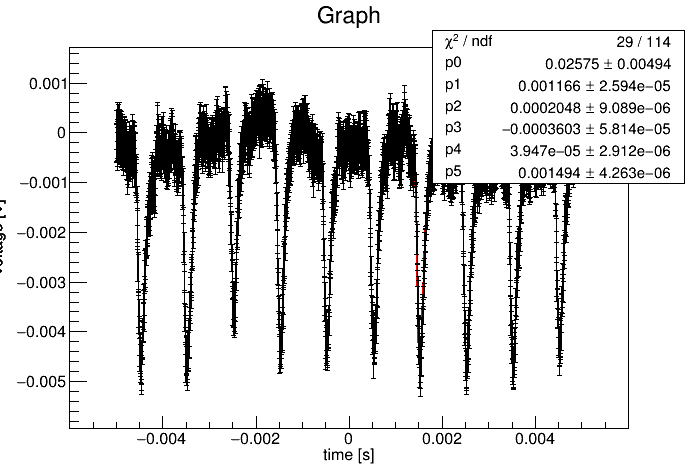 Graph
χ² / ndf 29 / 114
p0 0.02575 ± 0.00494
p1 0.001166 ± 2.594e−05
p2 0.0002048 ± 9.089e−06
p3 −0.0003603 ± 5.814e−05
p4 3.947e−05 ± 2.912e−06
p5 0.001494 ± 4.263e−06
0.001
0
−0.001
−0.002
−0.003
−0.004
−0.005
−0.004 −0.002 0 0.002 0.004
time [s]